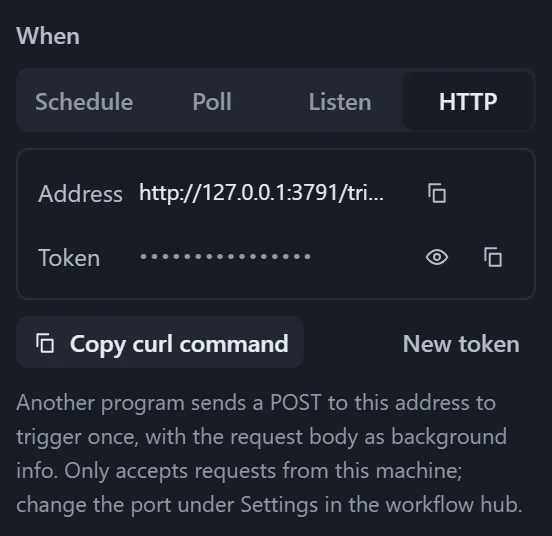 When
Schedule Poll Listen HTTP
Address http://127.0.0.1:3791/tri...
Token ••••••••••••••••
Copy curl command New token
Another program sends a POST to this address to
trigger once, with the request body as background
info. Only accepts requests from this machine;
change the port under Settings in the workflow hub.